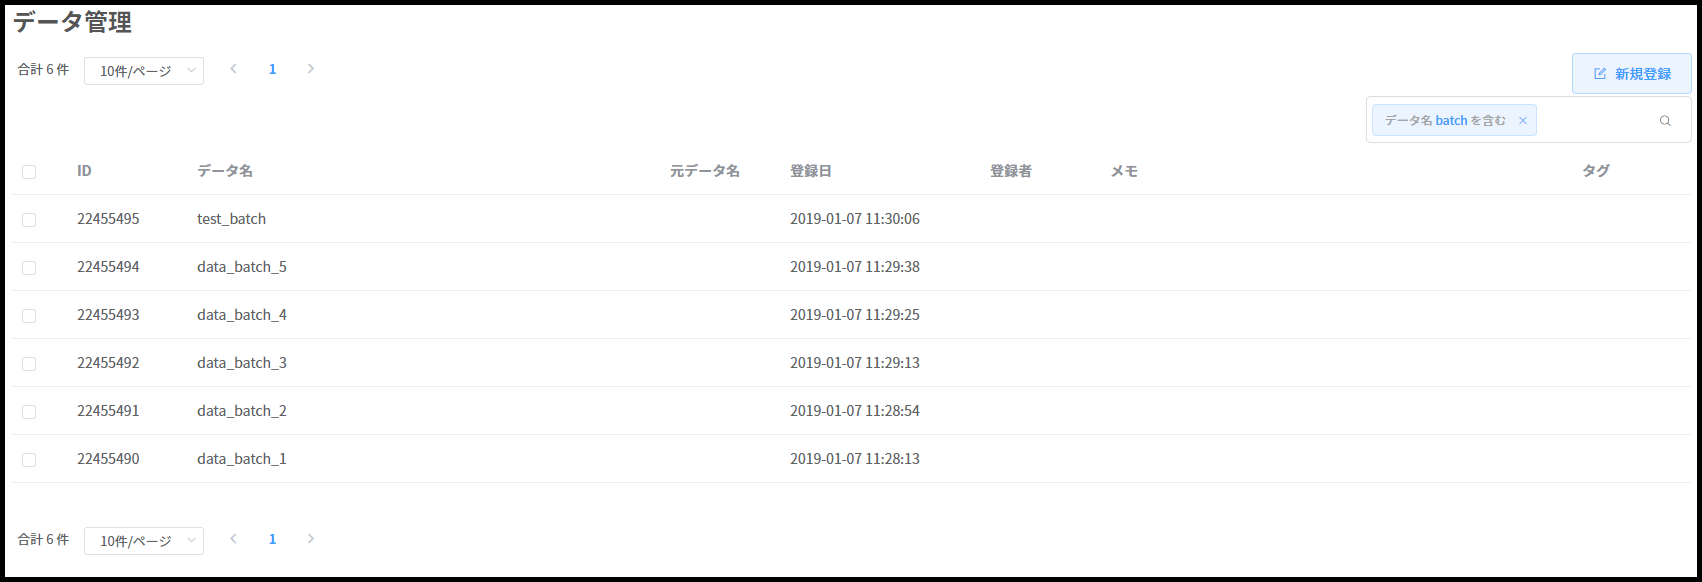 データ管理
合計 6 件 10件/ページ 1
新規登録
データ名 batch を含む
ID データ名 元データ名 登録日 登録者 メモ タグ
22455495 test_batch 2019-01-07 11:30:06
22455494 data_batch_5 2019-01-07 11:29:38
22455493 data_batch_4 2019-01-07 11:29:25
22455492 data_batch_3 2019-01-07 11:29:13
22455491 data_batch_2 2019-01-07 11:28:54
22455490 data_batch_1 2019-01-07 11:28:13
合計 6 件 10件/ページ 1